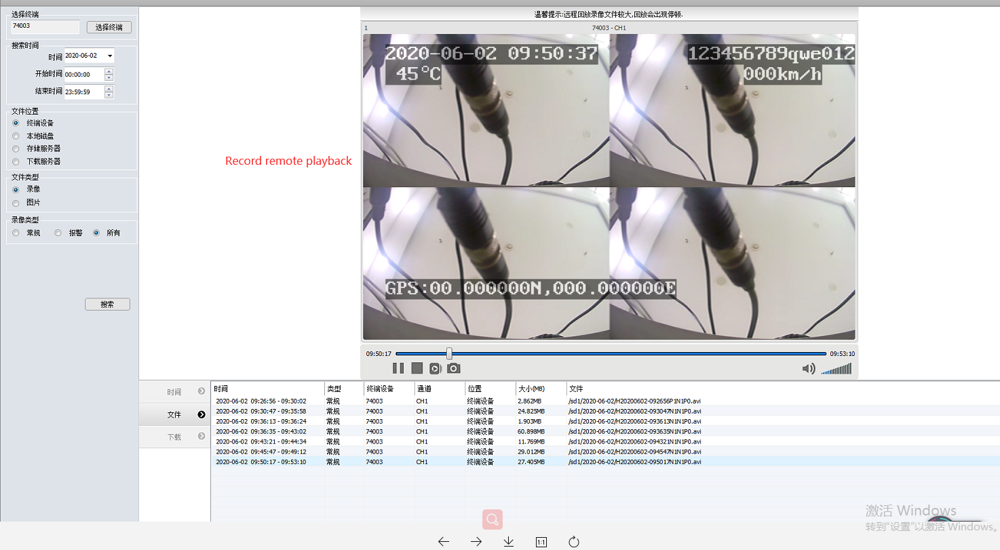 选择终端
74003
选择终端
搜索时间
时间 2020-06-02
开始时间 00:00:00
结束时间 23:59:59
文件位置
终端设备
本地磁盘
存储服务器
下载服务器
文件类型
录像
图片
录像类型
常规 报警 所有
搜索
Record remote playback
温馨提示:远程回放录像文件较大,回放会出现停顿.
1 74003 - CH1
2020-06-02 09:50:37 123456789qwe012
45°C 000km/h
GPS:00.000000N,000.000000E
09:50:17 09:53:10
时间
文件
下载
时间 类型 终端设备 通道 位置 大小(MB) 文件
2020-06-02 09:26:56 - 09:30:02 常规 74003 CH1 终端设备 2.862MB /sd1/2020-06-02/H20200602-092656P1N1P0.avi
2020-06-02 09:30:47 - 09:35:58 常规 74003 CH1 终端设备 24.825MB /sd1/2020-06-02/H20200602-093047N1N1P0.avi
2020-06-02 09:36:13 - 09:36:24 常规 74003 CH1 终端设备 1.903MB /sd1/2020-06-02/H20200602-093613N1N1P0.avi
2020-06-02 09:36:35 - 09:43:02 常规 74003 CH1 终端设备 60.898MB /sd1/2020-06-02/H20200602-093635N1N1P0.avi
2020-06-02 09:43:21 - 09:44:34 常规 74003 CH1 终端设备 11.769MB /sd1/2020-06-02/H20200602-094321N1N1P0.avi
2020-06-02 09:45:47 - 09:49:12 常规 74003 CH1 终端设备 29.012MB /sd1/2020-06-02/H20200602-094547N1N1P0.avi
2020-06-02 09:50:17 - 09:53:10 常规 74003 CH1 终端设备 27.405MB /sd1/2020-06-02/H20200602-095017N1N1P0.avi
激活 Windows
转到"设置"以激活 Windows。
1:1